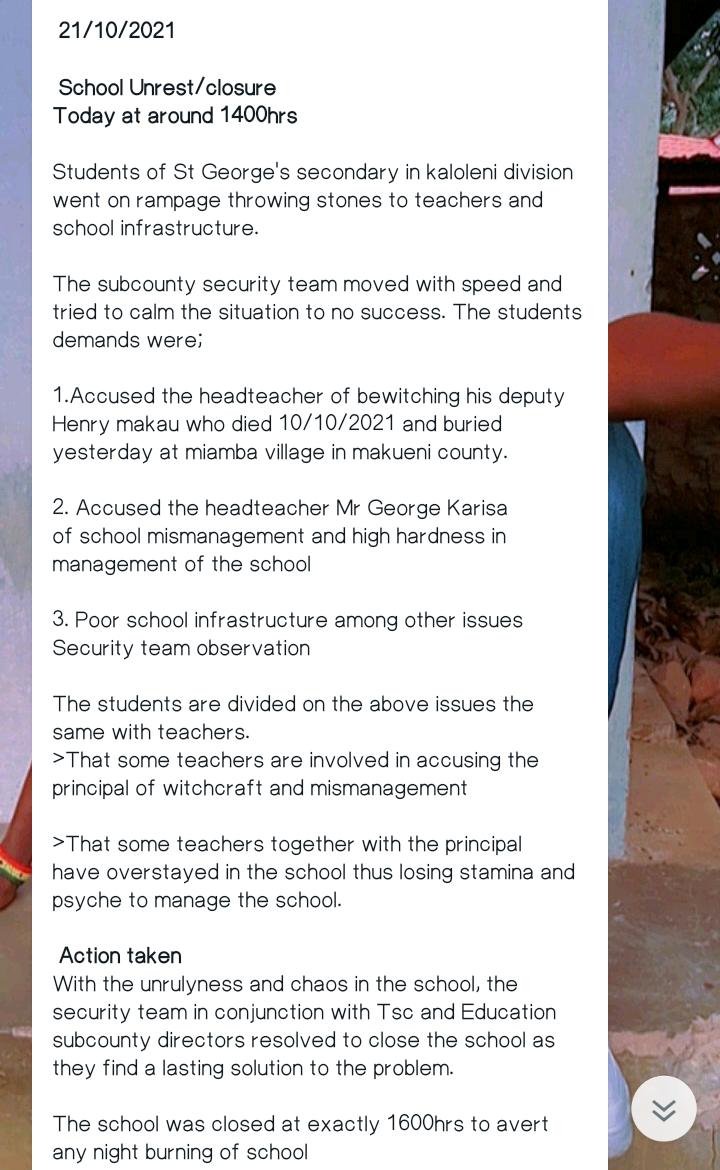 21/10/2021
School Unrest/closure
Today at around 1400hrs
Students of St George's secondary in kaloleni division
went on rampage throwing stones to teachers and
school infrastructure.
The subcounty security team moved with speed and
tried to calm the situation to no success. The students
demands were;
1.Accused the headteacher of bewitching his deputy
Henry makau who died 10/10/2021 and buried
yesterday at miamba village in makueni county.
2. Accused the headteacher Mr George Karisa
of school mismanagement and high hardness in
management of the school
3. Poor school infrastructure among other issues
Security team observation
The students are divided on the above issues the
same with teachers.
>That some teachers are involved in accusing the
principal of witchcraft and mismanagement
>That some teachers together with the principal
have overstayed in the school thus losing stamina and
psyche to manage the school.
Action taken
With the unrulyness and chaos in the school, the
security team in conjunction with Tsc and Education
subcounty directors resolved to close the school as
they find a lasting solution to the problem.
The school was closed at exactly 1600hrs to avert
any night burning of school